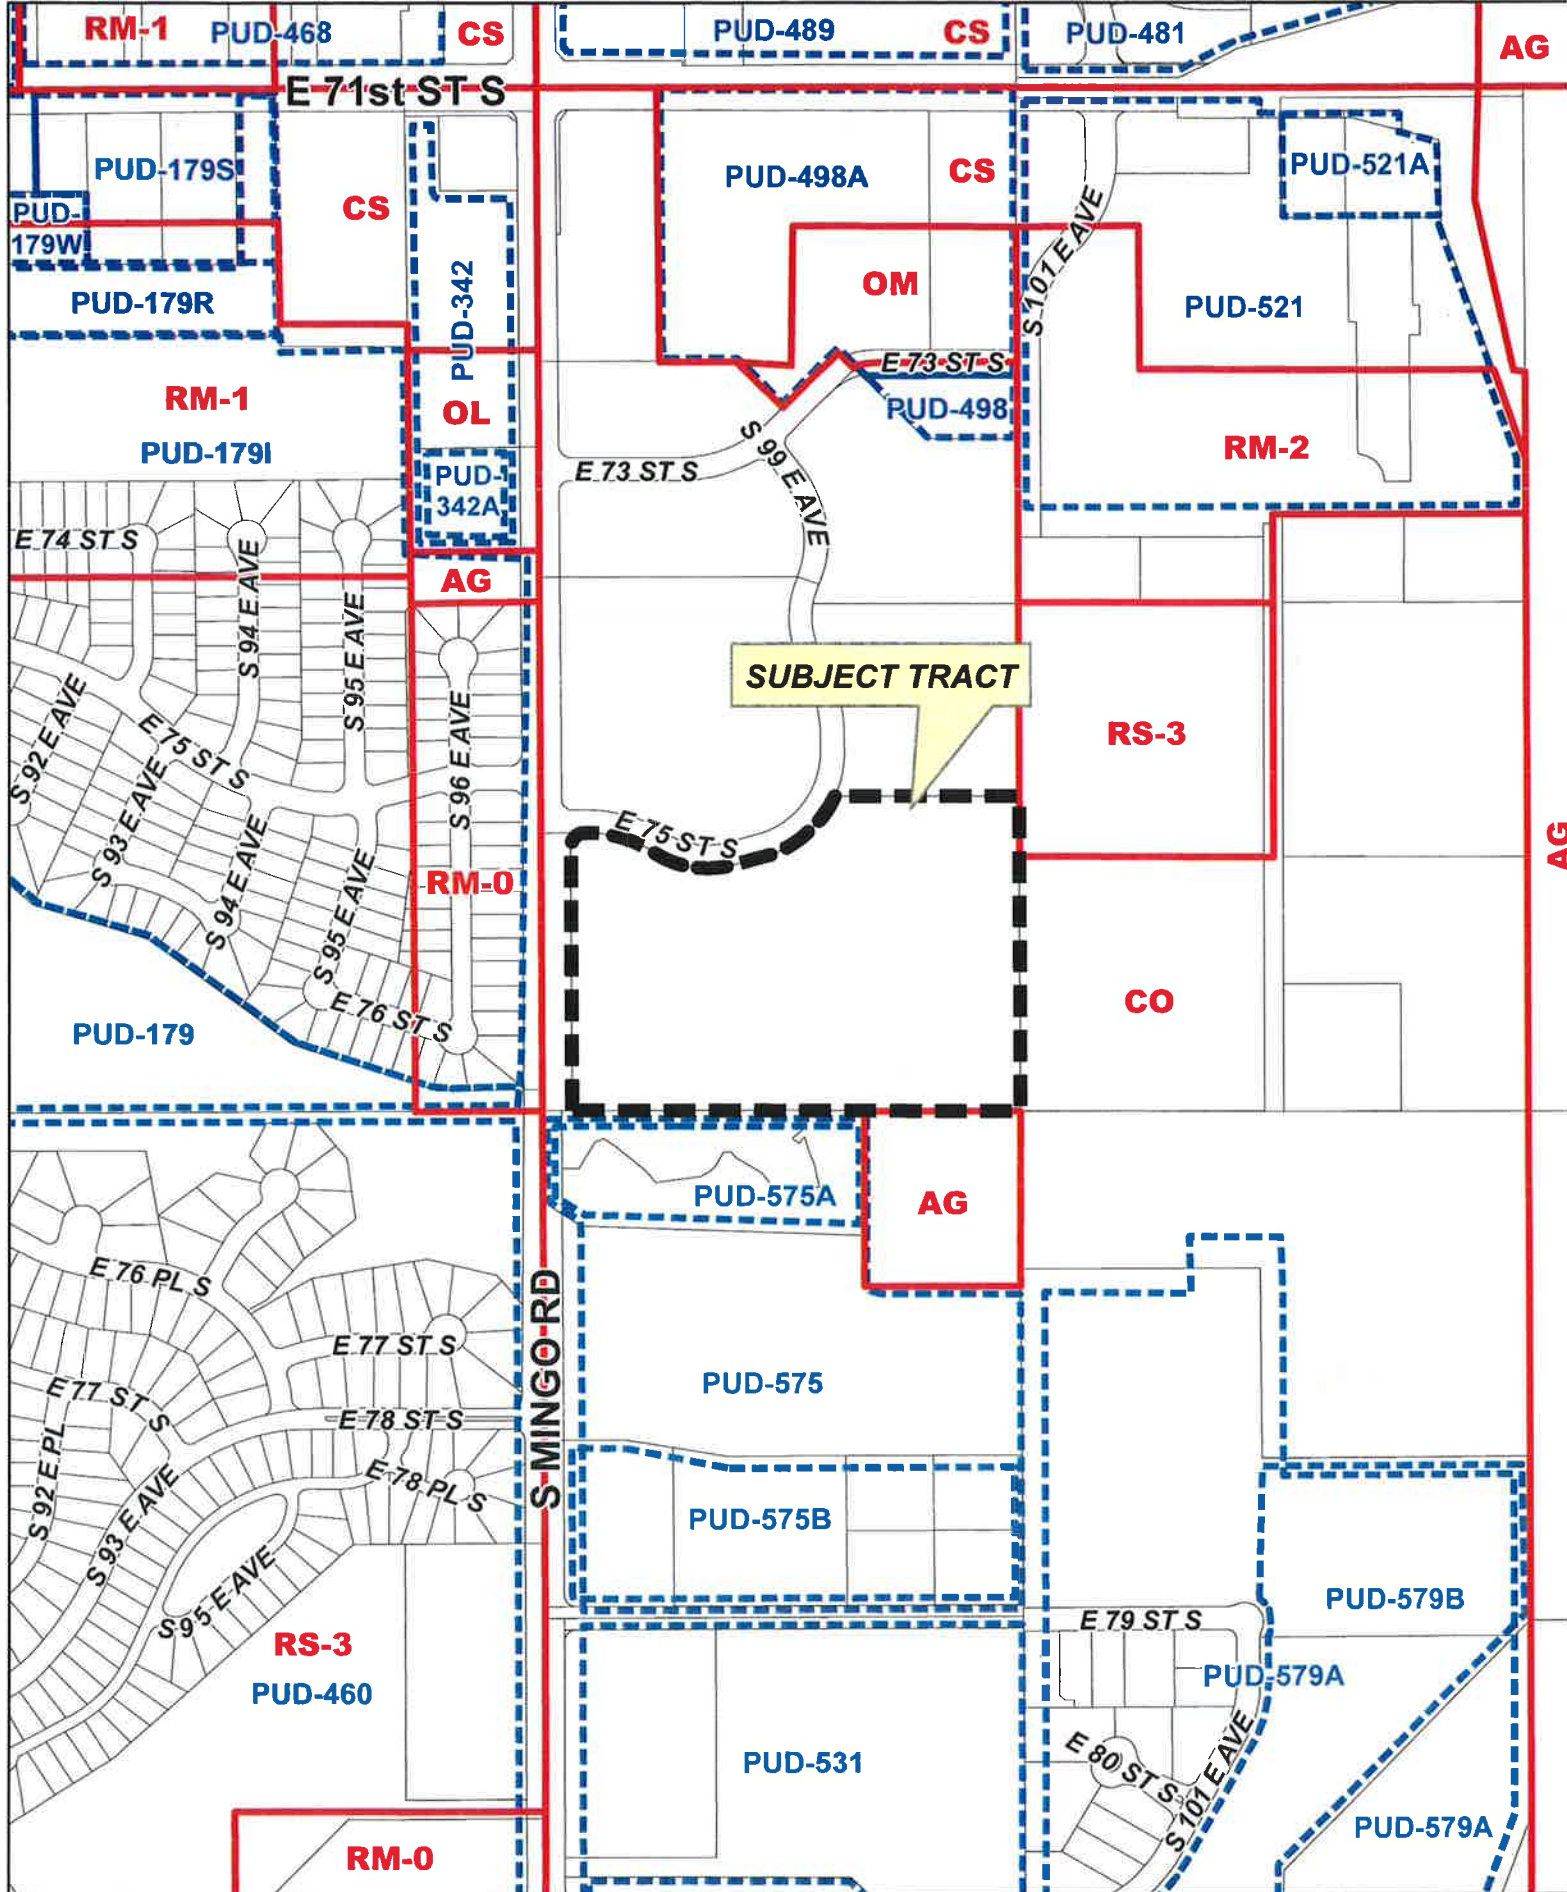 RM-1
PUD-468
CS
PUD-489
CS
PUD-481
AG
E 71st ST S
PUD-179S
CS
PUD-498A
CS
PUD-521A
PUD-
179W
PUD-179R
PUD-342
OM
S 101 E AVE
PUD-521
E 73 ST S
RM-1
OL
PUD-498
PUD-179I
S 99 E AVE
RM-2
PUD-
342A
E 73 ST S
E 74 ST S
AG
S 94 E AVE
S 95 E AVE
SUBJECT TRACT
S 92 E AVE
E 75 ST S
S 96 E AVE
RS-3
S 93 E AVE
S 94 E AVE
E 75 ST S
AG
RM-0
S 95 E AVE
E 76 ST S
CO
PUD-179
PUD-575A
AG
E 76 PL S
E 77 ST S
S MINGO RD
PUD-575
E 77 ST S
E 78 ST S
S 92 E PL
E 78 PL S
S 93 E AVE
PUD-575B
S 95 E AVE
PUD-579B
E 79 ST S
RS-3
PUD-579A
PUD-460
PUD-531
E 80 ST S
S 101 E AVE
PUD-579A
RM-0